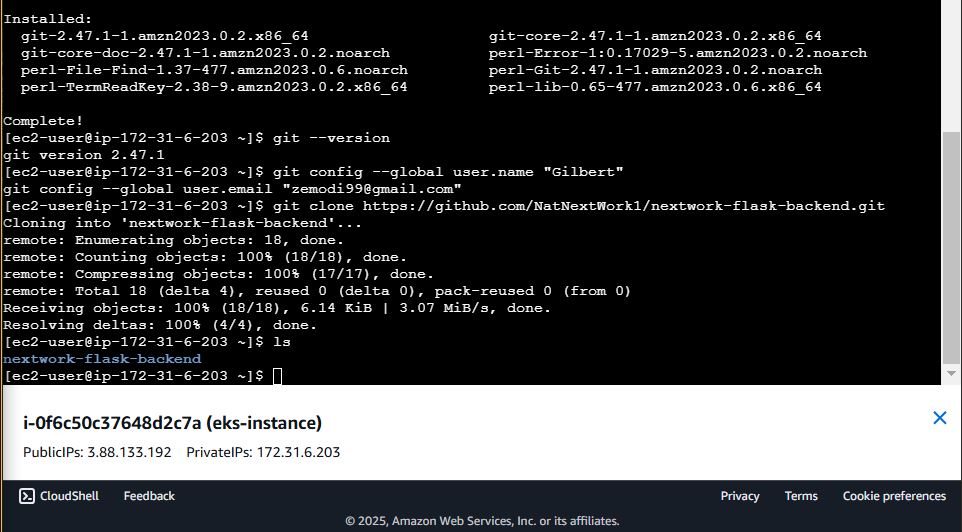 Installed:
  git-2.47.1-1.amzn2023.0.2.x86_64                    git-core-2.47.1-1.amzn2023.0.2.x86_64
  git-core-doc-2.47.1-1.amzn2023.0.2.noarch           perl-Error-1:0.17029-5.amzn2023.0.2.noarch
  perl-File-Find-1.37-477.amzn2023.0.6.noarch         perl-Git-2.47.1-1.amzn2023.0.2.noarch
  perl-TermReadKey-2.38-9.amzn2023.0.2.x86_64         perl-lib-0.65-477.amzn2023.0.6.x86_64
Complete!
[ec2-user@ip-172-31-6-203 ~]$ git --version
git version 2.47.1
[ec2-user@ip-172-31-6-203 ~]$ git config --global user.name "Gilbert"
git config --global user.email "zemodi99@gmail.com"
[ec2-user@ip-172-31-6-203 ~]$ git clone https://github.com/NatNextWork1/nextwork-flask-backend.git
Cloning into 'nextwork-flask-backend'...
remote: Enumerating objects: 18, done.
remote: Counting objects: 100% (18/18), done.
remote: Compressing objects: 100% (17/17), done.
remote: Total 18 (delta 4), reused 0 (delta 0), pack-reused 0 (from 0)
Receiving objects: 100% (18/18), 6.14 KiB | 3.07 MiB/s, done.
Resolving deltas: 100% (4/4), done.
[ec2-user@ip-172-31-6-203 ~]$ ls
nextwork-flask-backend
[ec2-user@ip-172-31-6-203 ~]$
i-0f6c50c37648d2c7a (eks-instance)
PublicIPs: 3.88.133.192    PrivateIPs: 172.31.6.203
CloudShell    Feedback    Privacy    Terms    Cookie preferences
© 2025, Amazon Web Services, Inc. or its affiliates.